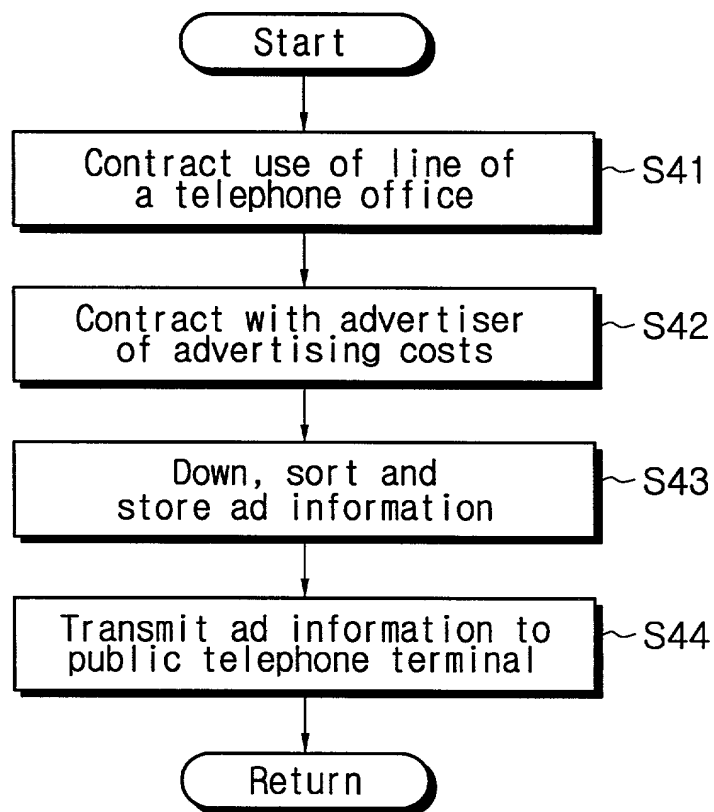 Start
Contract use of line of
a telephone office
S41
Contract with advertiser
of advertising costs
S42
Down, sort and
store ad information
S43
Transmit ad information to
public telephone terminal
S44
Return